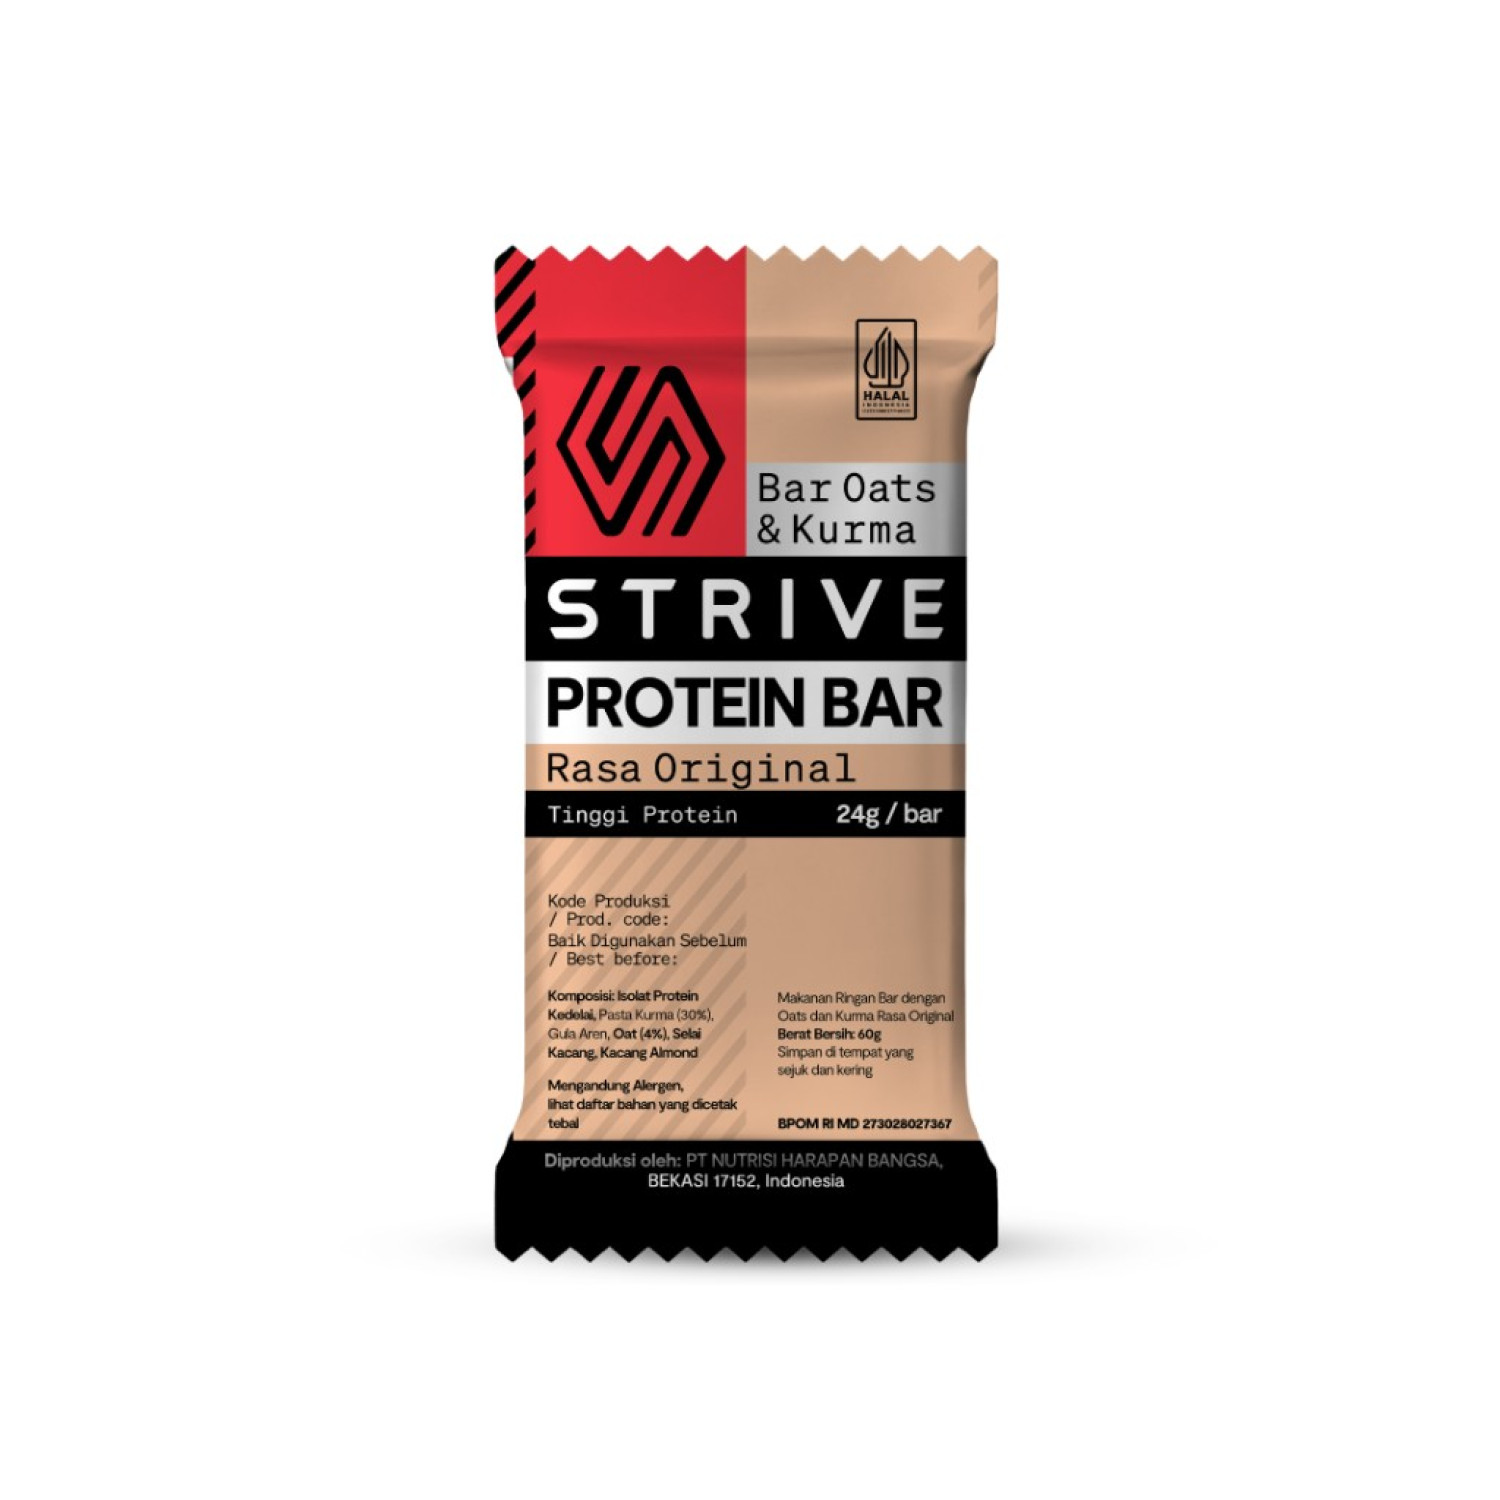 HALAL
INDONESIA
Bar Oats
& Kurma
STRIVE
PROTEIN BAR
Rasa Original
Tinggi Protein 24g / bar
Kode Produksi
/ Prod. code:
Baik Digunakan Sebelum
/ Best before:
Komposisi: Isolat Protein
Kedelai, Pasta Kurma (30%),
Gula Aren, Oat (4%), Selai
Kacang, Kacang Almond
Mengandung Alergen,
lihat daftar bahan yang dicetak
tebal
Makanan Ringan Bar dengan
Oats dan Kurma Rasa Original
Berat Bersih: 60g
Simpan di tempat yang
sejuk dan kering
BPOM RI MD 273028027367
Diproduksi oleh: PT NUTRISI HARAPAN BANGSA,
BEKASI 17152, Indonesia